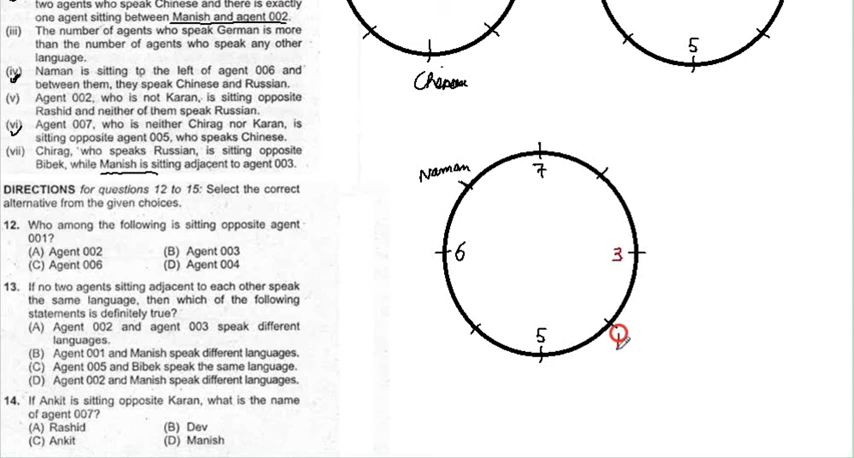 two agents who speak Chinese and there is exactly
one agent sitting between Manish and agent 002.
(iii) The number of agents who speak German is more
than the number of agents who speak any other
language.
(iv) Naman is sitting to the left of agent 006 and
between them, they speak Chinese and Russian.
(v) Agent 002, who is not Karan, is sitting opposite
Rashid and neither of them speak Russian.
(vi) Agent 007, who is neither Chirag nor Karan, is
sitting opposite agent 005, who speaks Chinese.
(vii) Chirag, who speaks Russian, is sitting opposite
Bibek, while Manish is sitting adjacent to agent 003.
DIRECTIONS for questions 12 to 15: Select the correct
alternative from the given choices.
12. Who among the following is sitting opposite agent
001?
(A) Agent 002 (B) Agent 003
(C) Agent 006 (D) Agent 004
13. If no two agents sitting adjacent to each other speak
the same language, then which of the following
statements is definitely true?
(A) Agent 002 and agent 003 speak different
languages.
(B) Agent 001 and Manish speak different languages.
(C) Agent 005 and Bibek speak the same language.
(D) Agent 002 and Manish speak different languages.
14. If Ankit is sitting opposite Karan, what is the name
of agent 007?
(A) Rashid (B) Dev
(C) Ankit (D) Manish
5
Naman
7
6
3
5